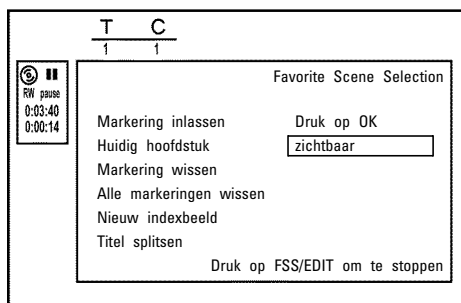 T C
1 1
RW pause
0:03:40
0:00:14
Favorite Scene Selection
Markering inlassen Druk op OK
Huidig hoofdstuk zichtbaar
Markering wissen
Alle markeringen wissen
Nieuw indexbeeld
Titel splitsen
Druk op FSS/EDIT om te stoppen